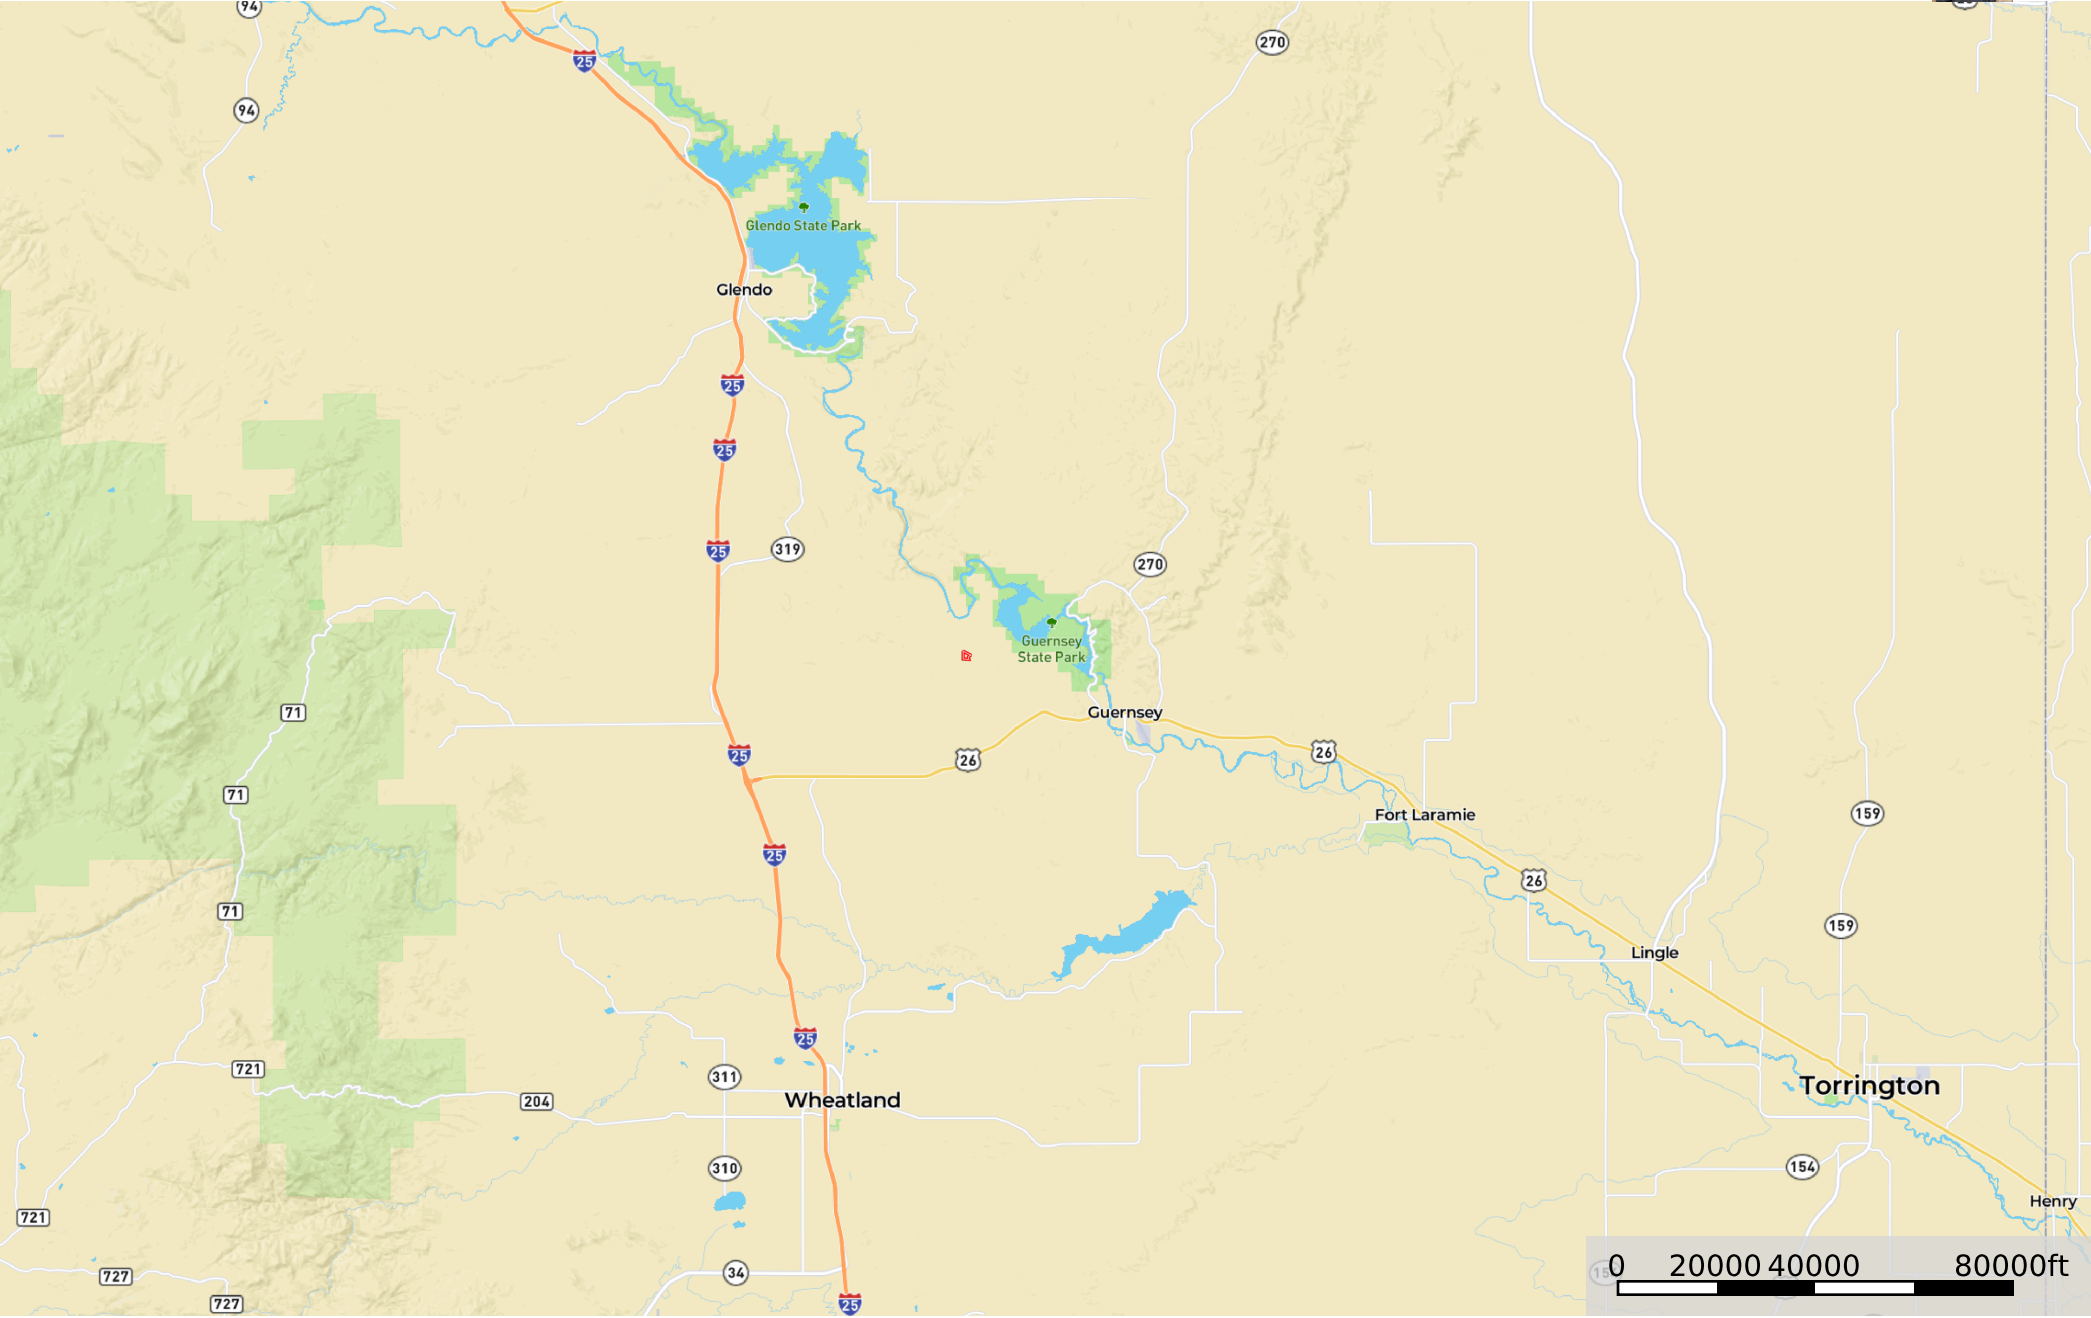 94
25
270
94
Glendo State Park
Glendo
25
25
25
319
270
Guernsey
State Park
71
Guernsey
25
26
26
71
159
Fort Laramie
25
26
71
159
Lingle
25
721
311
Torrington
204
Wheatland
154
310
Henry
721
0 20000 40000 80000ft
34
727
727
25